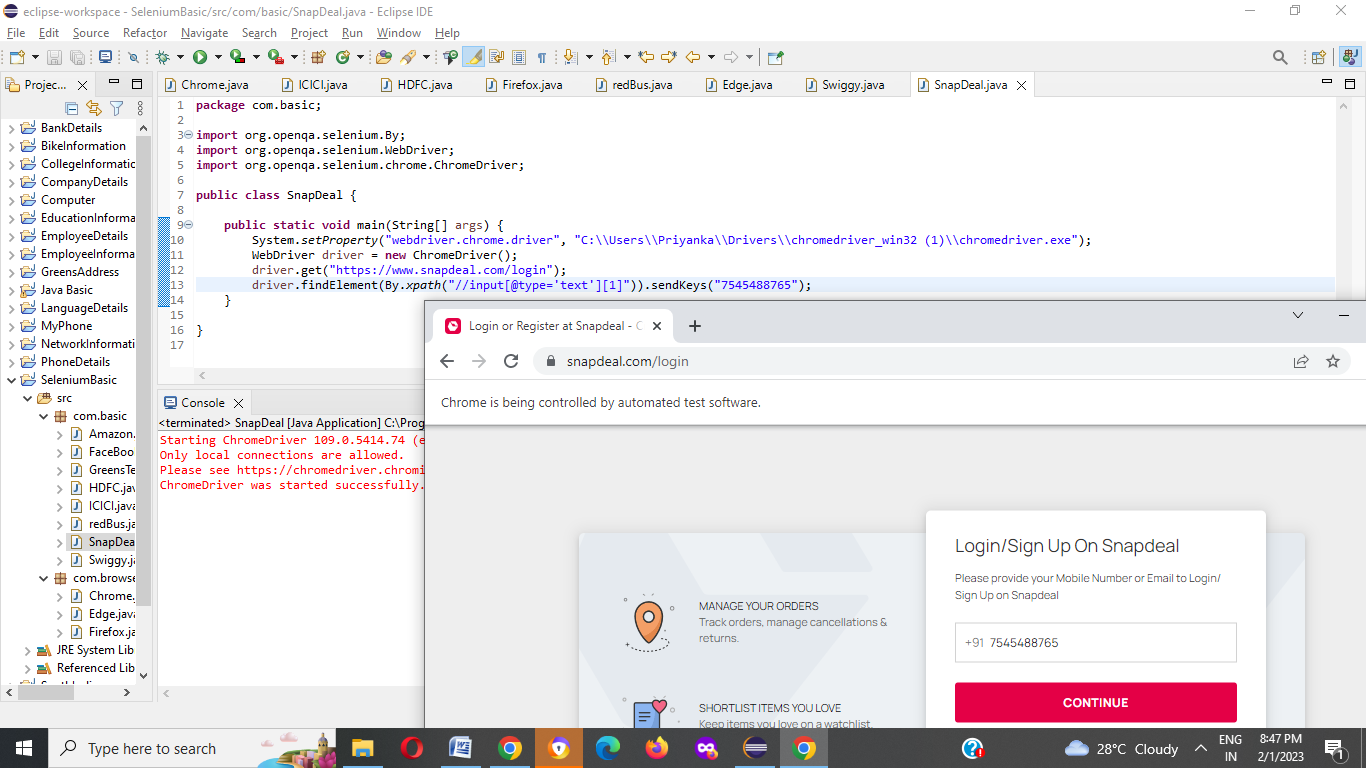 eclipse-workspace - SeleniumBasic/src/com/basic/SnapDeal.java - Eclipse IDE
File Edit Source Refactor Navigate Search Project Run Window Help
Projec...
Chrome.java ICICI.java HDFC.java Firefox.java redBus.java Edge.java Swiggy.java SnapDeal.java
BankDetails
BikeInformation
CollegeInformatic
CompanyDetails
Computer
EducationInforma
EmployeeDetails
EmployeeInforma
GreensAddress
Java Basic
LanguageDetails
MyPhone
NetworkInformati
PhoneDetails
SeleniumBasic
src
com.basic
Amazon.
FaceBoo
GreensTe
HDFC.jav
ICICI.java
redBus.ja
SnapDea
Swiggy.ja
com.browse
Chrome.
Edge.java
Firefox.ja
JRE System Lib
Referenced Lib
1 package com.basic;
2
3 import org.openqa.selenium.By;
4 import org.openqa.selenium.WebDriver;
5 import org.openqa.selenium.chrome.ChromeDriver;
6
7 public class SnapDeal {
8
9 public static void main(String[] args) {
10 System.setProperty("webdriver.chrome.driver", "C:\\Users\\Priyanka\\Drivers\\chromedriver_win32 (1)\\chromedriver.exe");
11 WebDriver driver = new ChromeDriver();
12 driver.get("https://www.snapdeal.com/login");
13 driver.findElement(By.xpath("//input[@type='text'][1]")).sendKeys("7545488765");
14 }
15
16 }
17
Console
<terminated> SnapDeal [Java Application] C:\Prog
Starting ChromeDriver 109.0.5414.74 (e
Only local connections are allowed.
Please see https://chromedriver.chromi
ChromeDriver was started successfully.
Login or Register at Snapdeal - C
snapdeal.com/login
Chrome is being controlled by automated test software.
MANAGE YOUR ORDERS
Track orders, manage cancellations &
returns.
SHORTLIST ITEMS YOU LOVE
Keep items you love on a watchlist.
Login/Sign Up On Snapdeal
Please provide your Mobile Number or Email to Login/
Sign Up on Snapdeal
+91 7545488765
CONTINUE
Type here to search
28°C Cloudy
ENG
IN
8:47 PM
2/1/2023
1